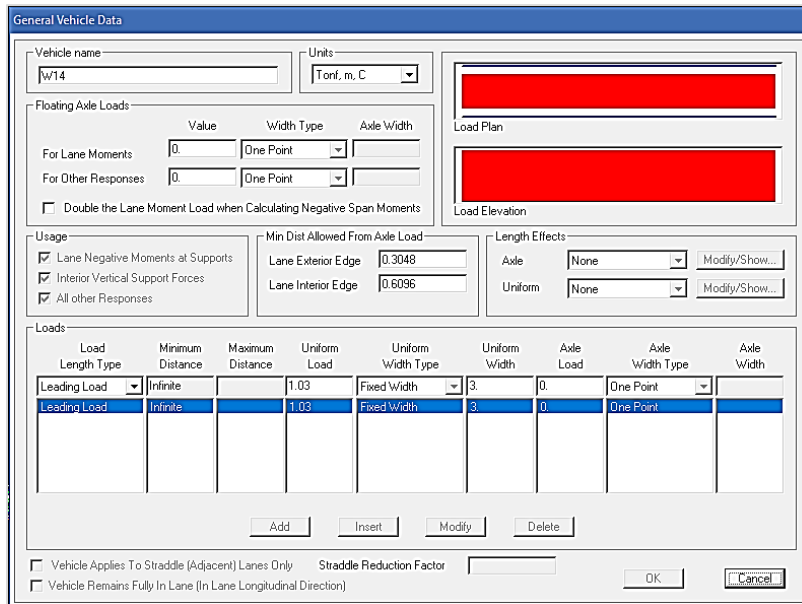 General Vehicle Data
Vehicle name
W14
Units
Tonf, m, C
Load Plan
Load Elevation
Floating Axle Loads
Value Width Type Axle Width
For Lane Moments 0. One Point
For Other Responses 0. One Point
Double the Lane Moment Load when Calculating Negative Span Moments
Usage
Lane Negative Moments at Supports
Interior Vertical Support Forces
All other Responses
Min Dist Allowed From Axle Load
Lane Exterior Edge 0.3048
Lane Interior Edge 0.6096
Length Effects
Axle None Modify/Show...
Uniform None Modify/Show...
Loads
Load Minimum Maximum Uniform Uniform Uniform Axle Axle Axle
Length Type Distance Distance Load Width Type Width Load Width Type Width
Leading Load Infinite 1.03 Fixed Width 3. 0. One Point
Leading Load Infinite 1.03 Fixed Width 3. 0. One Point
Add Insert Modify Delete
Vehicle Applies To Straddle (Adjacent) Lanes Only Straddle Reduction Factor
Vehicle Remains Fully In Lane (In Lane Longitudinal Direction)
OK Cancel